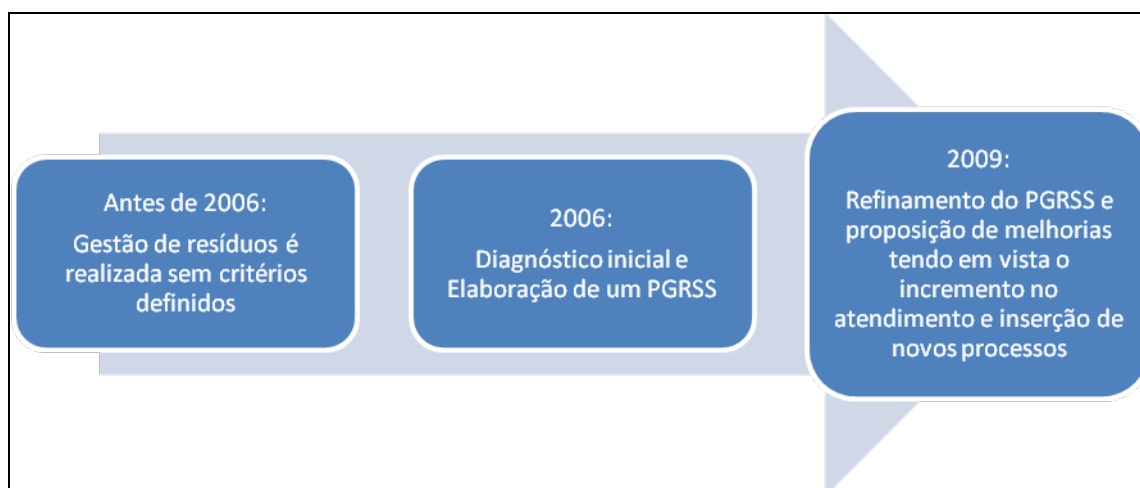 Antes de 2006:
Gestão de resíduos é
realizada sem critérios
definidos
2006:
Diagnóstico inicial e
Elaboração de um PGRSS
2009:
Refinamento do PGRSS e
proposição de melhorias
tendo em vista o
incremento no
atendimento e inserção de
novos processos